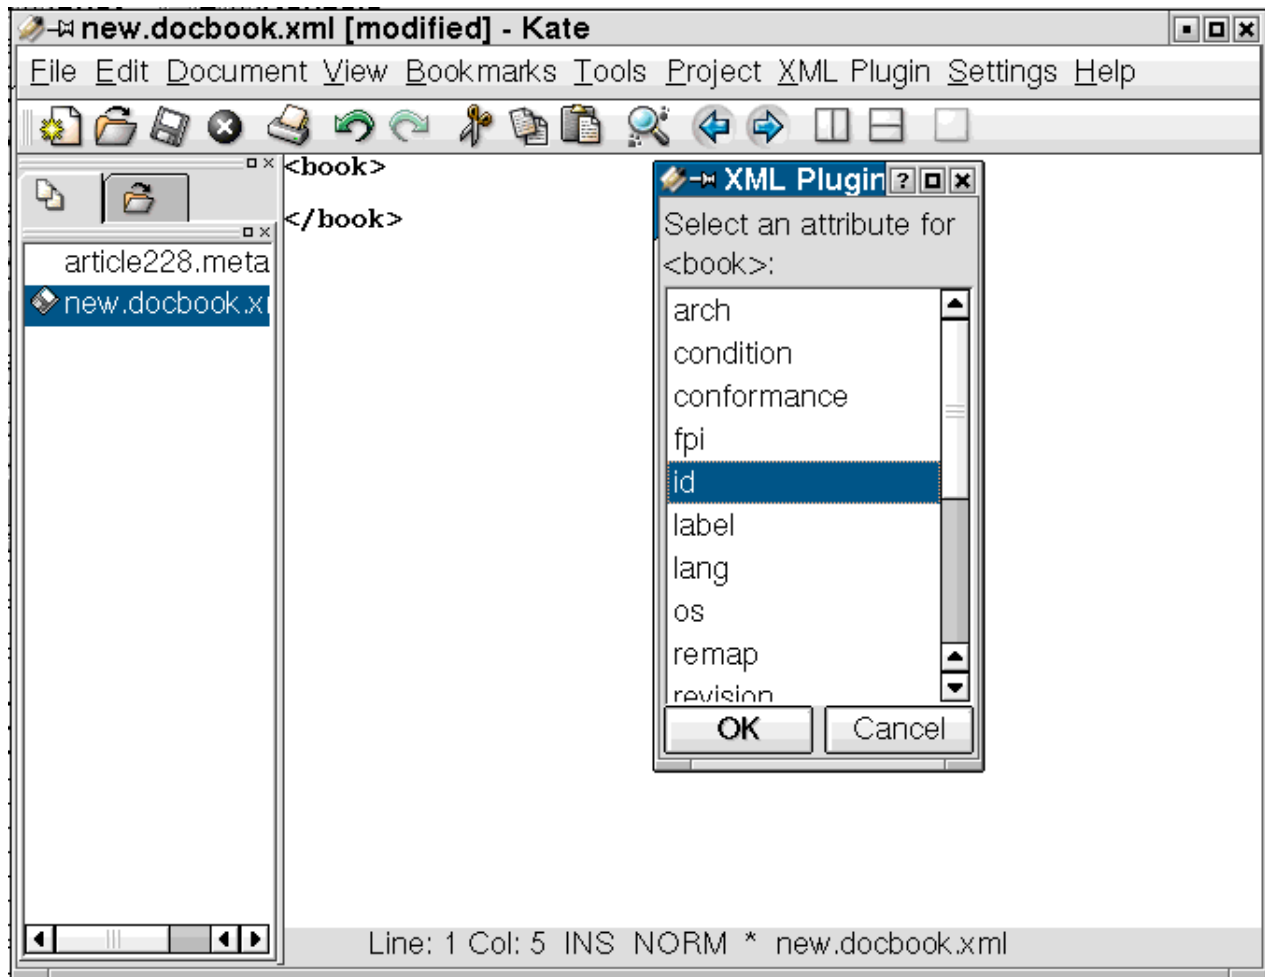 new.docbook.xml [modified] - Kate
File Edit Document View Bookmarks Tools Project XML Plugin Settings Help
article228.meta
new.docbook.x
<book>
</book>
XML Plugin
Select an attribute for
<book>:
arch
condition
conformance
fpi
id
label
lang
os
remap
revision
OK Cancel
Line: 1 Col: 5 INS NORM * new.docbook.xml